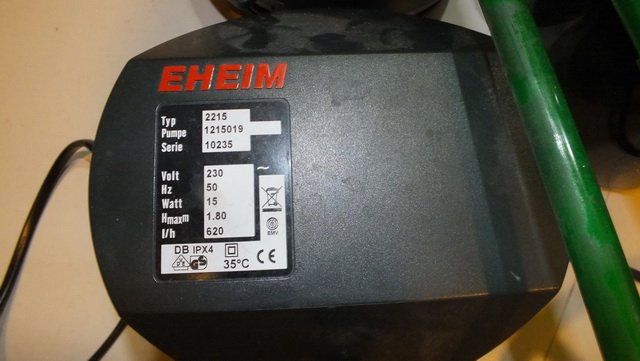 EHEIM
Typ 2215
Pumpe 1215019
Serie 10235
Volt 230 ~
Hz 50
Watt 15
Hmaxm 1.80
l/h 620
EMV
DB IPX4
35°C CE